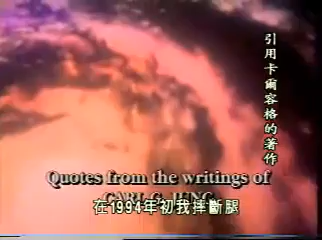 引用卡爾容格的著作
Quotes from the writings of
CARL G. JUNG
在1994年初我摔斷腿